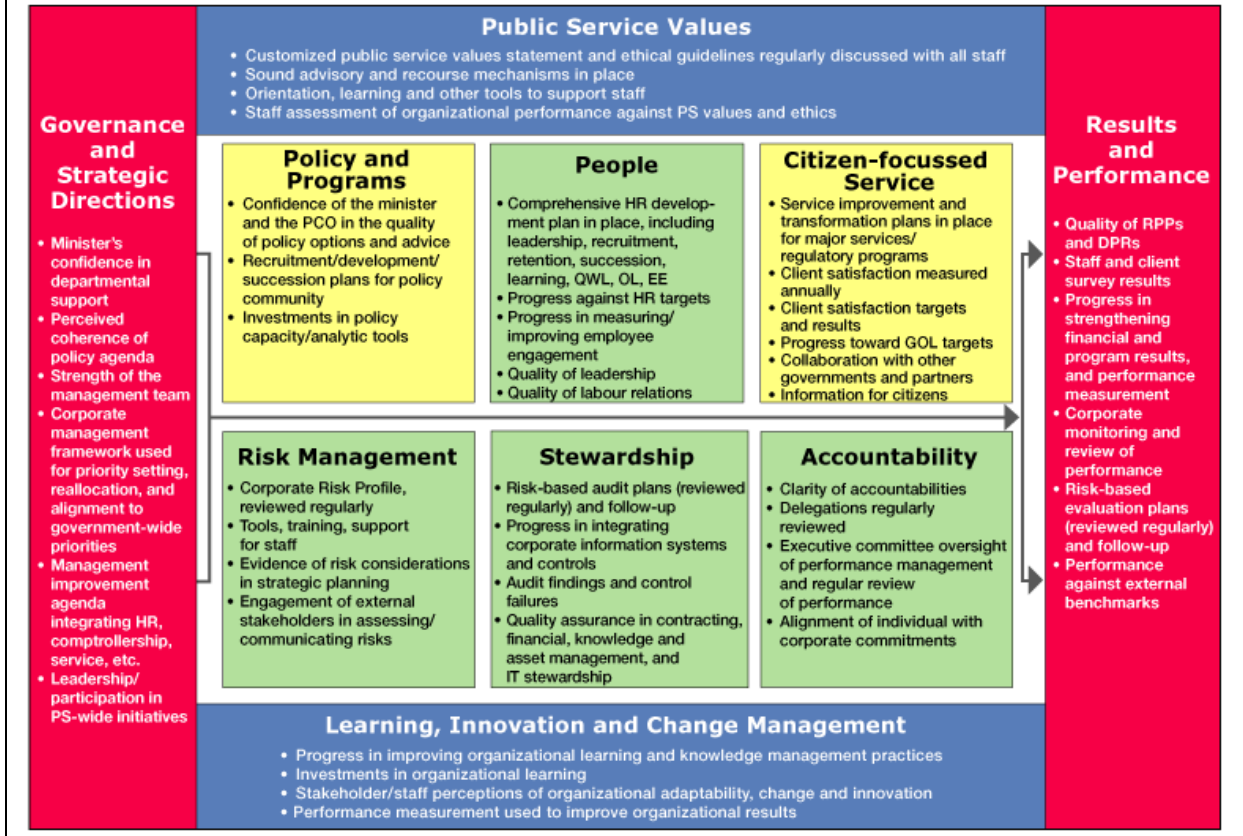 Public Service Values
• Customized public service values statement and ethical guidelines regularly discussed with all staff
• Sound advisory and recourse mechanisms in place
• Orientation, learning and other tools to support staff
• Staff assessment of organizational performance against PS values and ethics
Governance
and
Strategic
Directions
• Minister's
confidence in
departmental
support
• Perceived
coherence of
policy agenda
• Strength of the
management team
• Corporate
management
framework used
for priority setting,
reallocation, and
alignment to
government-wide
priorities
• Management
improvement
agenda
integrating HR,
comptrollership,
service, etc.
• Leadership/
participation in
PS-wide initiatives
Policy and
Programs
• Confidence of the minister
and the PCO in the quality
of policy options and advice
• Recruitment/development/
succession plans for policy
community
• Investments in policy
capacity/analytic tools
People
• Comprehensive HR develop-
ment plan in place, including
leadership, recruitment,
retention, succession,
learning, QWL, OL, EE
• Progress against HR targets
• Progress in measuring/
improving employee
engagement
• Quality of leadership
• Quality of labour relations
Citizen-focussed
Service
• Service improvement and
transformation plans in place
for major services/
regulatory programs
• Client satisfaction measured
annually
• Client satisfaction targets
and results
• Progress toward GOL targets
• Collaboration with other
governments and partners
• Information for citizens
Risk Management
• Corporate Risk Profile,
reviewed regularly
• Tools, training, support
for staff
• Evidence of risk considerations
in strategic planning
• Engagement of external
stakeholders in assessing/
communicating risks
Stewardship
• Risk-based audit plans (reviewed
regularly) and follow-up
• Progress in integrating
corporate information systems
and controls
• Audit findings and control
failures
• Quality assurance in contracting,
financial, knowledge and
asset management, and
IT stewardship
Accountability
• Clarity of accountabilities
• Delegations regularly
reviewed
• Executive committee oversight
of performance management
and regular review
of performance
• Alignment of individual with
corporate commitments
Results
and
Performance
• Quality of RPPs
and DPRs
• Staff and client
survey results
• Progress in
strengthening
financial and
program results,
and performance
measurement
• Corporate
monitoring and
review of
performance
• Risk-based
evaluation plans
(reviewed regularly)
and follow-up
• Performance
against external
benchmarks
Learning, Innovation and Change Management
• Progress in improving organizational learning and knowledge management practices
• Investments in organizational learning
• Stakeholder/staff perceptions of organizational adaptability, change and innovation
• Performance measurement used to improve organizational results